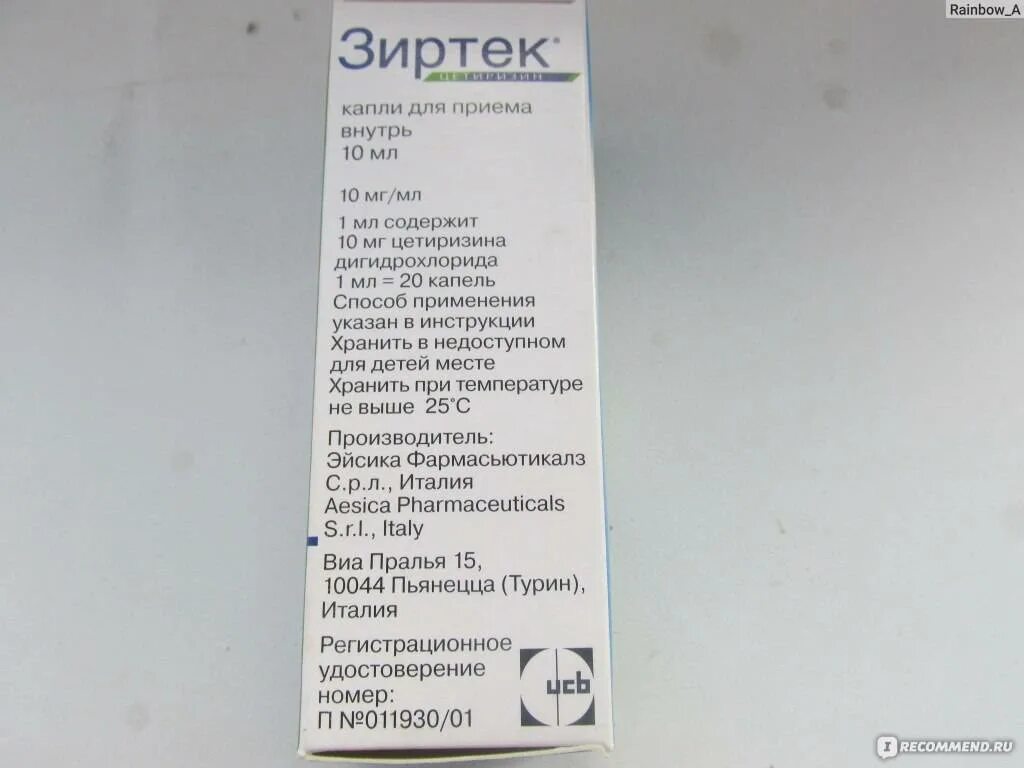 Rainbow_A
Зиртек®
ЦЕТИРИЗИН
капли для приема
внутрь
10 мл
10 мг/мл
1 мл содержит
10 мг цетиризина
дигидрохлорида
1 мл = 20 капель
Способ применения
указан в инструкции
Хранить в недоступном
для детей месте
Хранить при температуре
не выше 25°С
Производитель:
Эйсика Фармасьютикалз
С.р.л., Италия
Aesica Pharmaceuticals
S.r.l., Italy
Виа Пралья 15,
10044 Пьянецца (Турин),
Италия
Регистрационное
удостоверение
номер:
П №011930/01
ucb
IRECOMMEND.RU